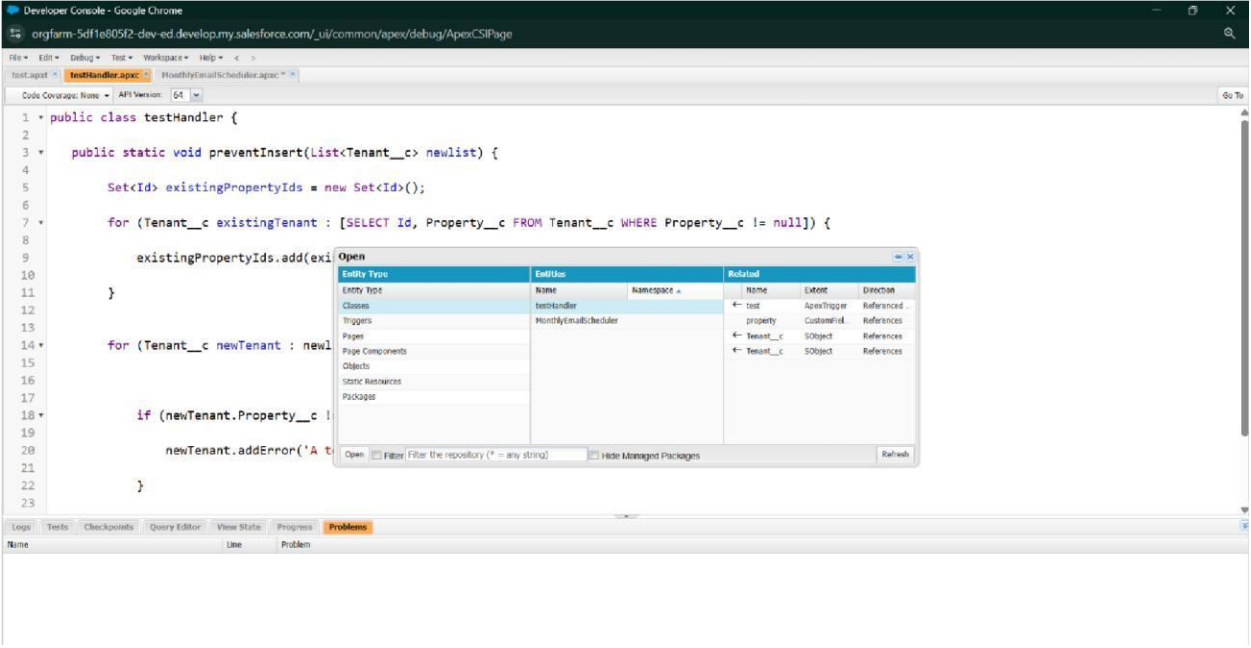 Developer Console - Google Chrome
orgfarm-5df1e805f2-dev-ed.develop.my.salesforce.com/_ui/common/apex/debug/ApexCSIPage
File Edit Debug Test Workspace Help < >
test.apxt testHandler.apxc MonthlyEmailScheduler.apxc *
Code Coverage: None API Version: 64 Go To
1 public class testHandler {
2
3 public static void preventInsert(List<Tenant__c> newlist) {
4
5 Set<Id> existingPropertyIds = new Set<Id>();
6
7 for (Tenant__c existingTenant : [SELECT Id, Property__c FROM Tenant__c WHERE Property__c != null]) {
8
9 existingPropertyIds.add(exi
10
11 }
12
13
14 for (Tenant__c newTenant : newl
15
16
17
18 if (newTenant.Property__c !
19
20 newTenant.addError('A t
21
22 }
23
Open
Entity Type Entities Related
Entity Type Name Namespace Name Extent Direction
Classes testHandler ← test ApexTrigger Referenced ...
Triggers MonthlyEmailScheduler property CustomFiel... References
Pages ← Tenant__c SObject References
Page Components ← Tenant__c SObject References
Objects
Static Resources
Packages
Open Filter Filter the repository (* = any string) Hide Managed Packages Refresh
Logs Tests Checkpoints Query Editor View State Progress Problems
Name Line Problem